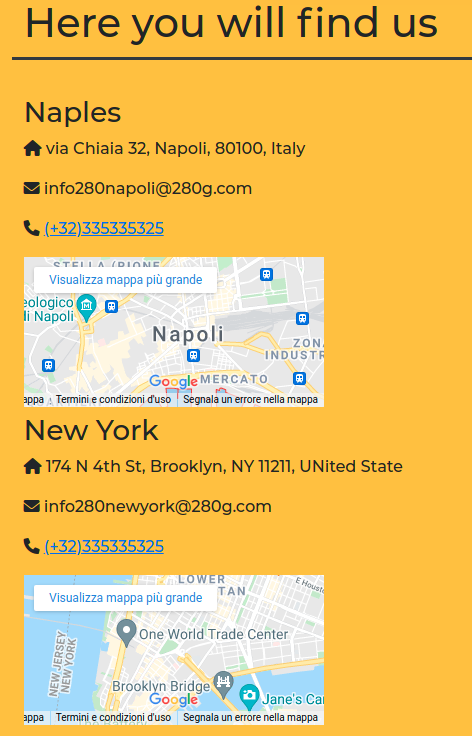 Here you will find us
Naples
via Chiaia 32, Napoli, 80100, Italy
info280napoli@280g.com
(+32)335335325
STELLA (RIONE
Visualizza mappa più grande
eologico
di Napoli
Napoli
ZON
INDUSTR
Google
MERCATO
appa
Termini e condizioni d'uso
Segnala un errore nella mappa
New York
174 N 4th St, Brooklyn, NY 11211, UNited State
info280newyork@280g.com
(+32)335335325
LOWER
TAN
E Houst
Visualizza mappa più grande
One World Trade Center
NEW JERSEY
NEW YORK
Brooklyn Bridge
Google
Jane's Ca
appa
Termini e condizioni d'uso
Segnala un errore nella mappa